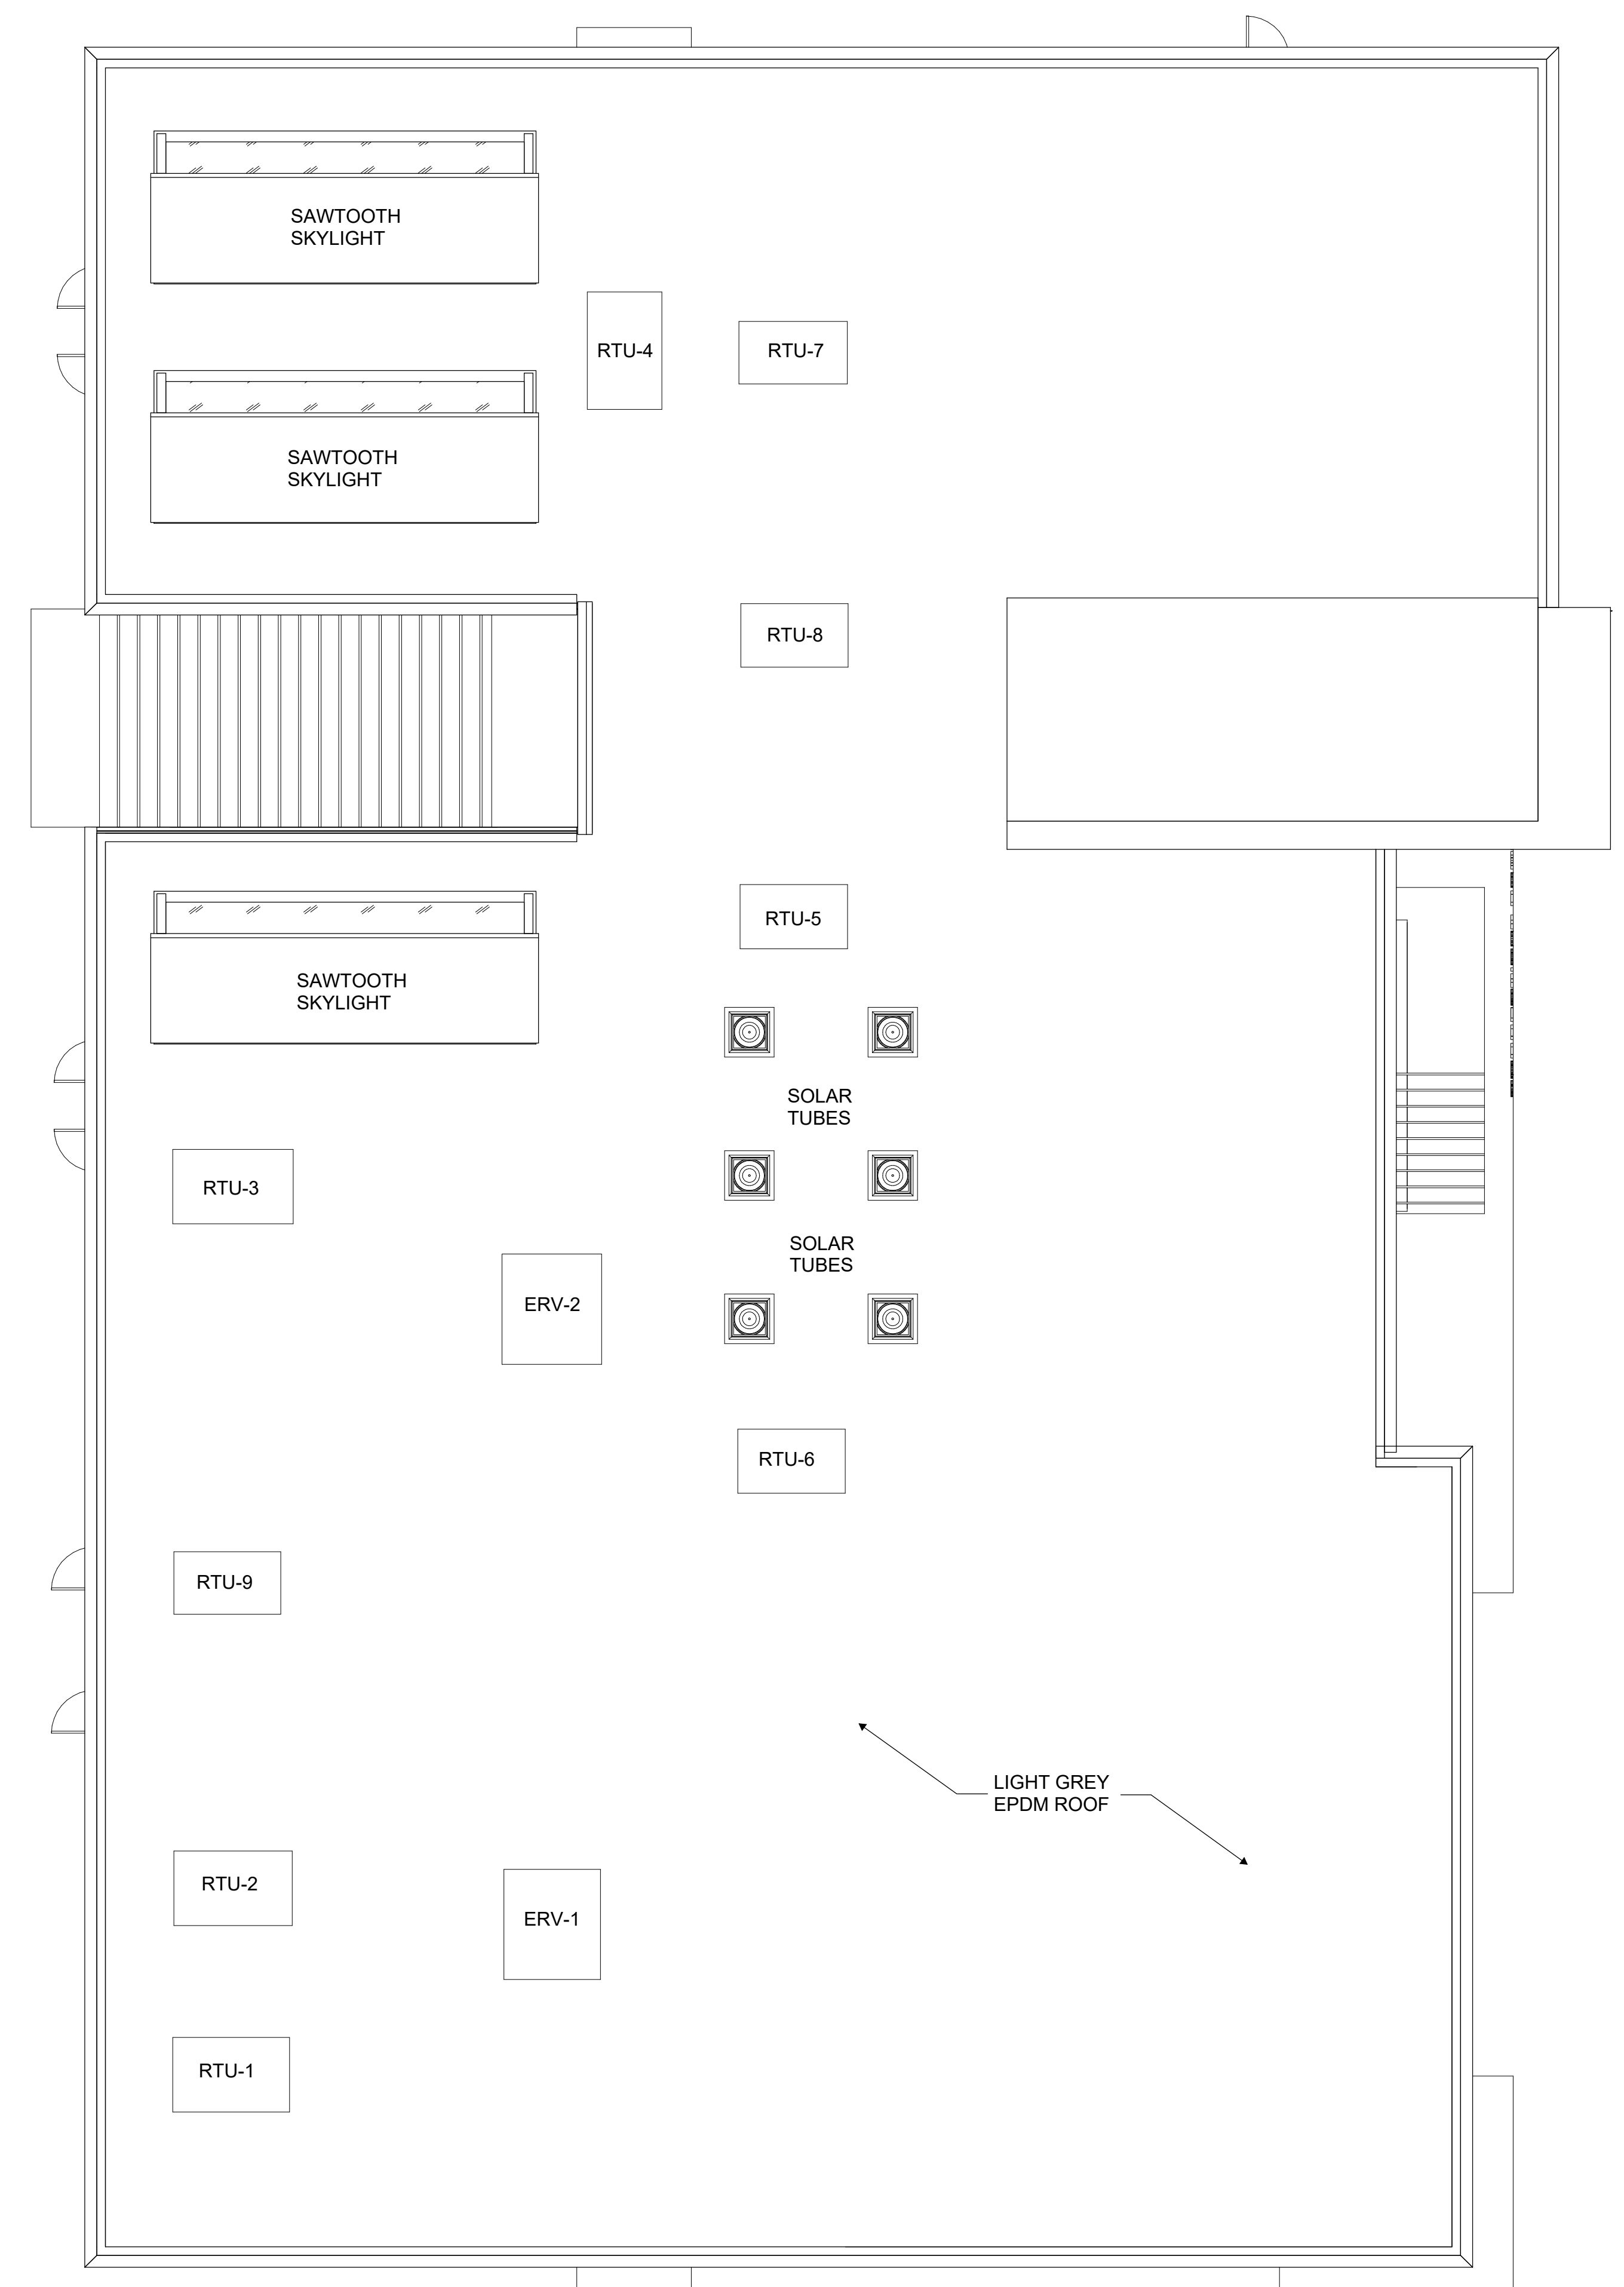 SAWTOOTH
SKYLIGHT
RTU-4
RTU-7
SAWTOOTH
SKYLIGHT
RTU-8
RTU-5
SAWTOOTH
SKYLIGHT
SOLAR
TUBES
RTU-3
SOLAR
TUBES
ERV-2
RTU-6
RTU-9
LIGHT GREY
EPDM ROOF
RTU-2
ERV-1
RTU-1